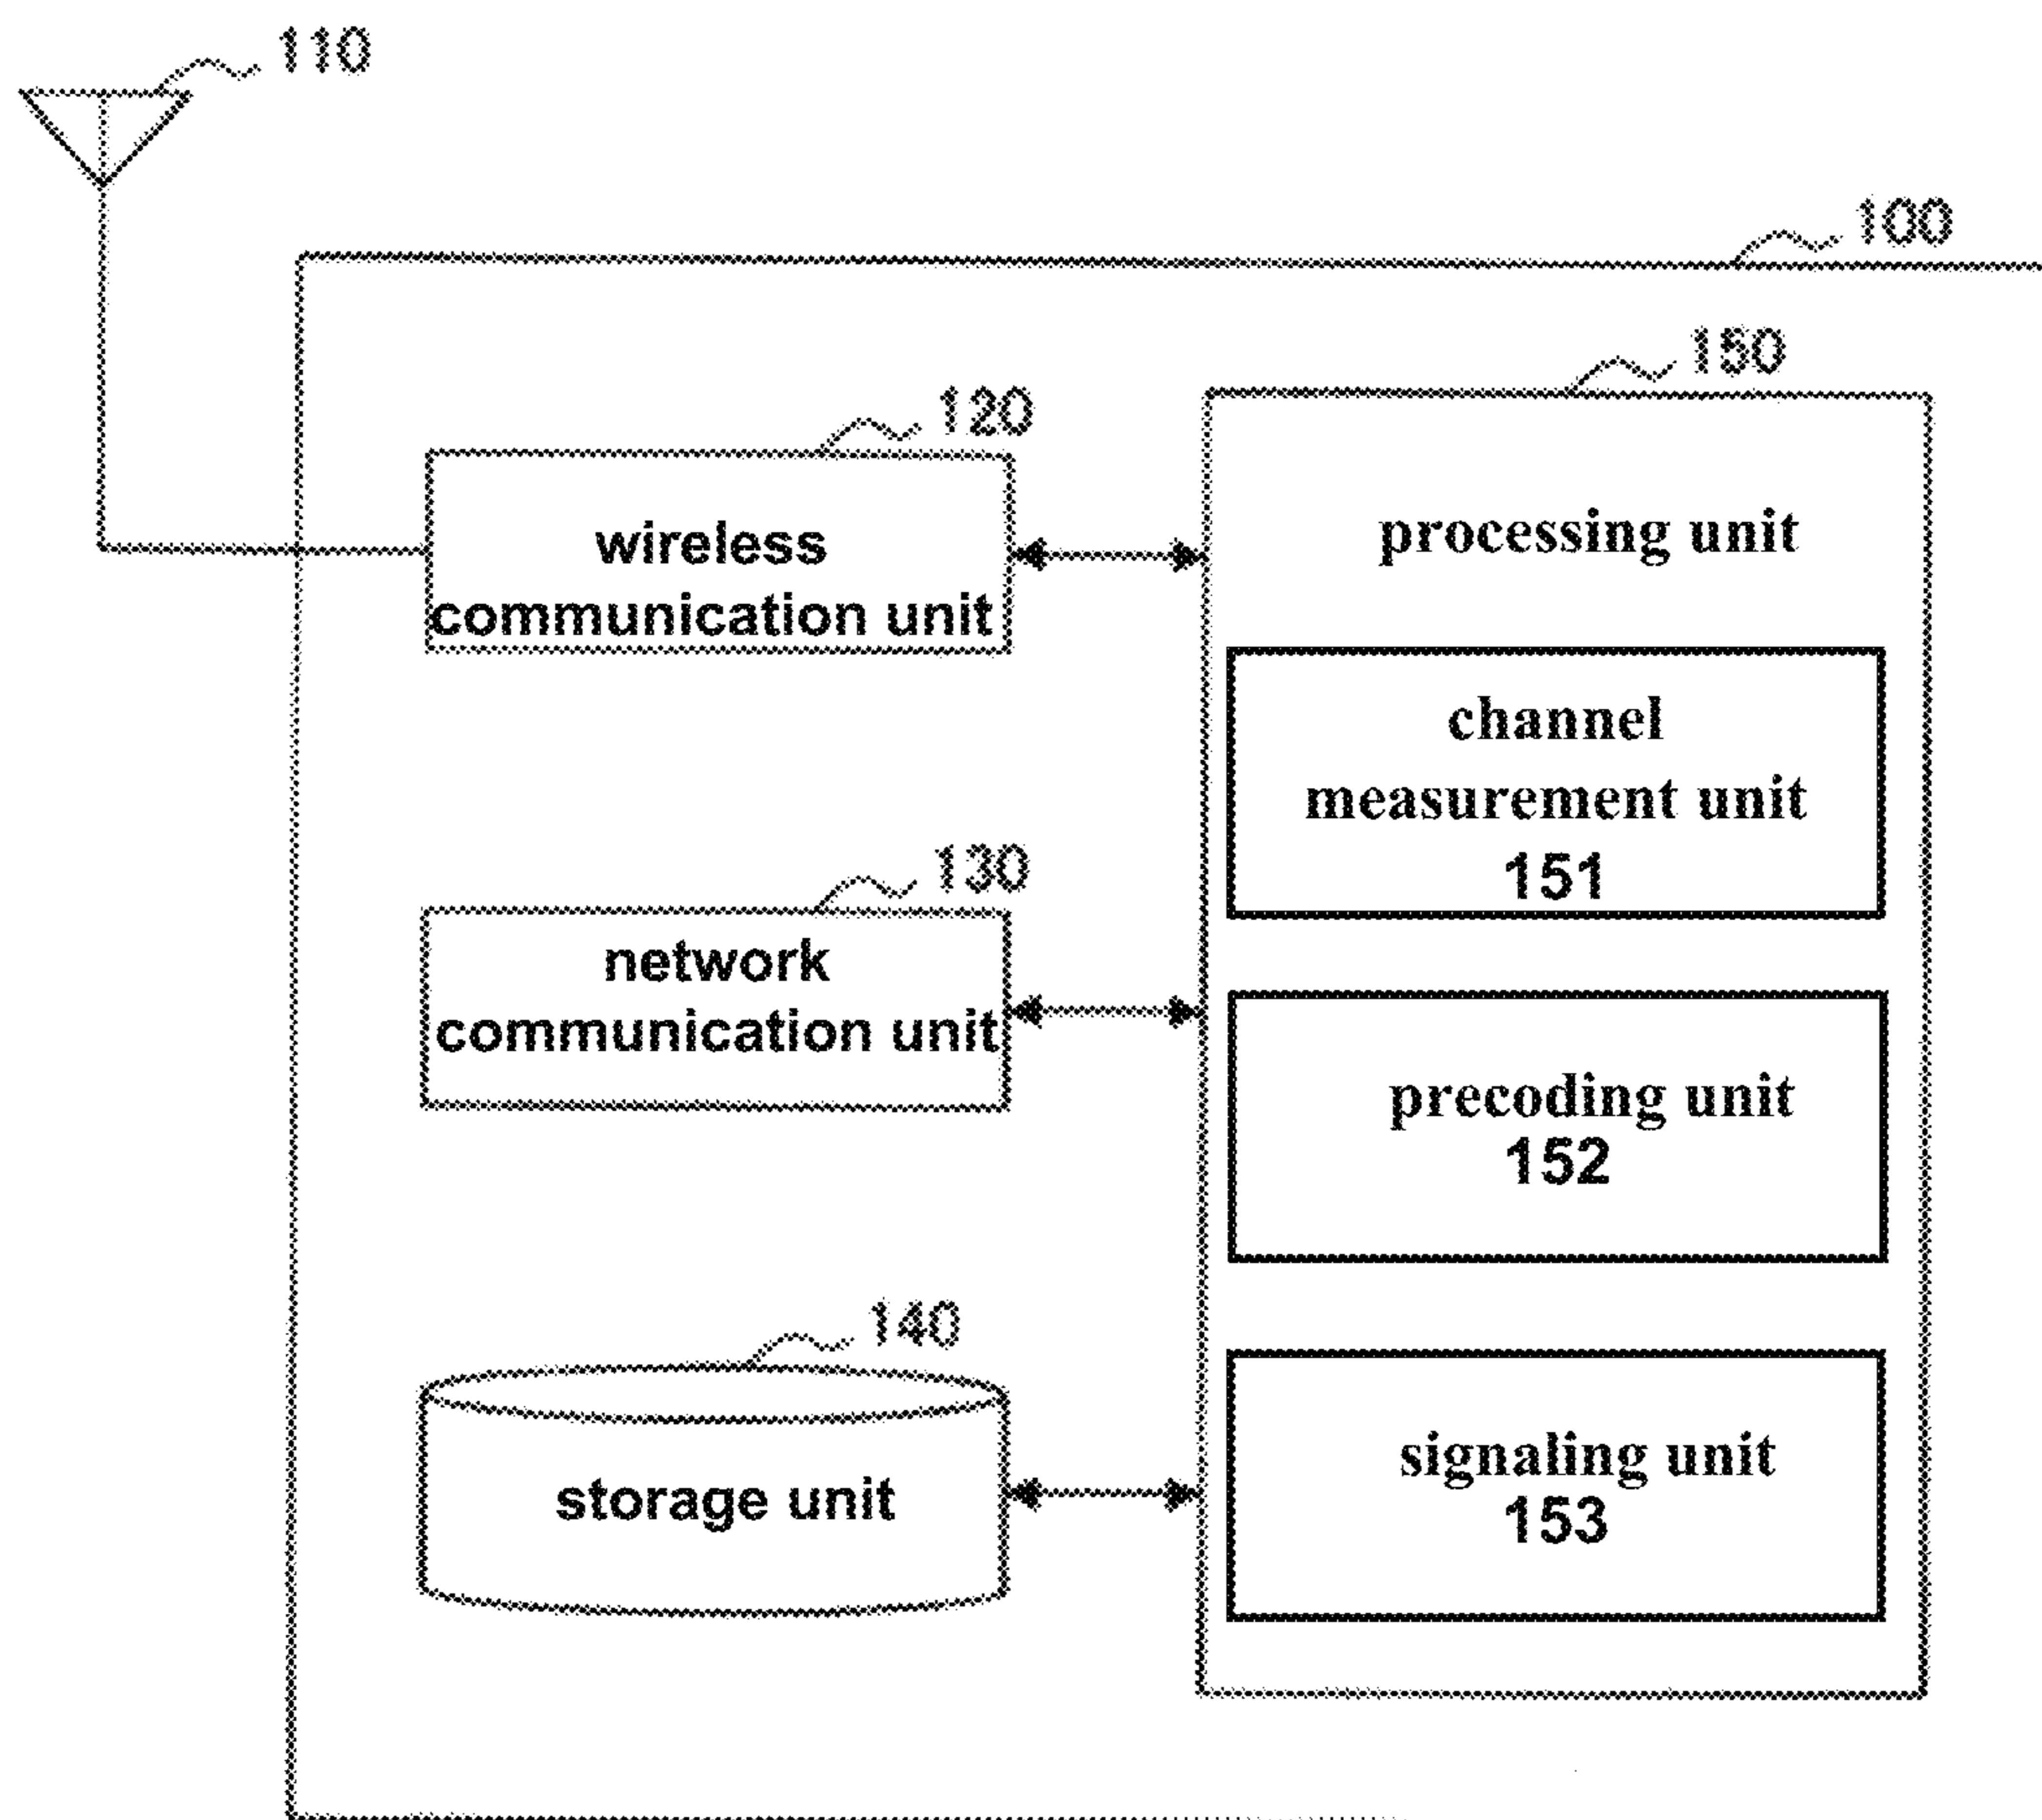 110
100
150
120
wireless
communication unit
processing unit
channel
measurement unit
151
130
network
communication unit
precoding unit
152
140
storage unit
signaling unit
153